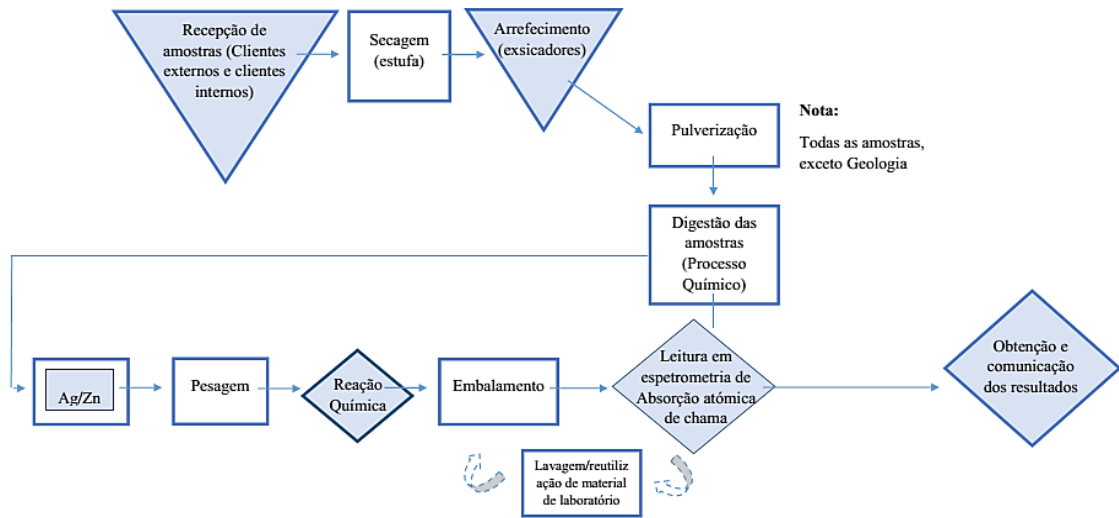 Recepção de
amostras (Clientes
externos e clientes
internos)
Secagem
(estufa)
Arrefecimento
(exsicadores)
Pulverização
Nota:
Todas as amostras,
exceto Geologia
Digestão das
amostras
(Processo
Químico)
Ag/Zn
Pesagem
Reação
Química
Embalamento
Leitura em
espetrometria de
Absorção atómica
de chama
Obtenção e
comunicação
dos resultados
Lavagem/reutiliz
ação de material
de laboratório